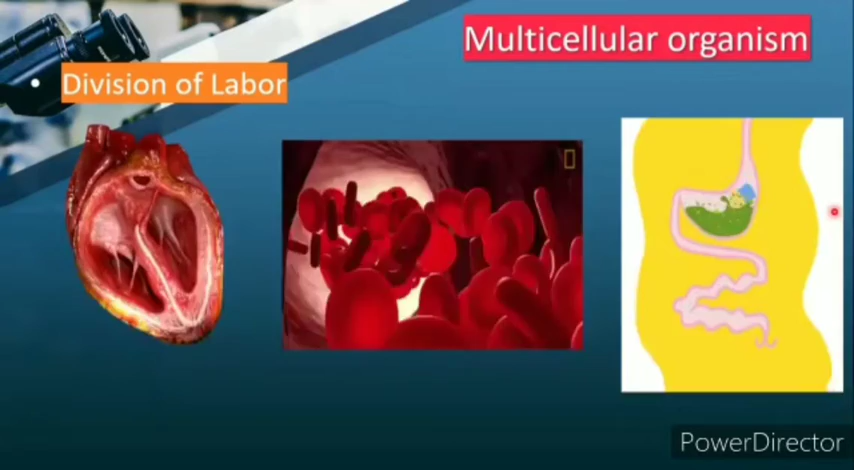 Multicellular organism
• Division of Labor
PowerDirector